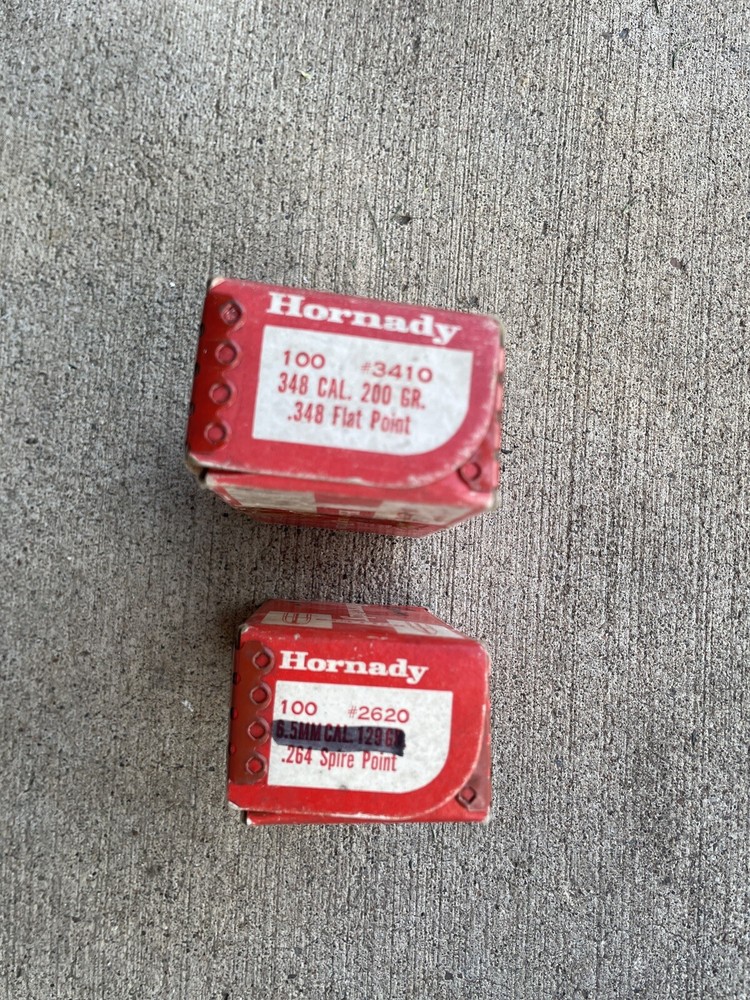 Hornady
100 #3410
348 CAL. 200 GR.
.348 Flat Point
Hornady
100 #2620
6.5MM CAL. 129 GR.
.264 Spire Point